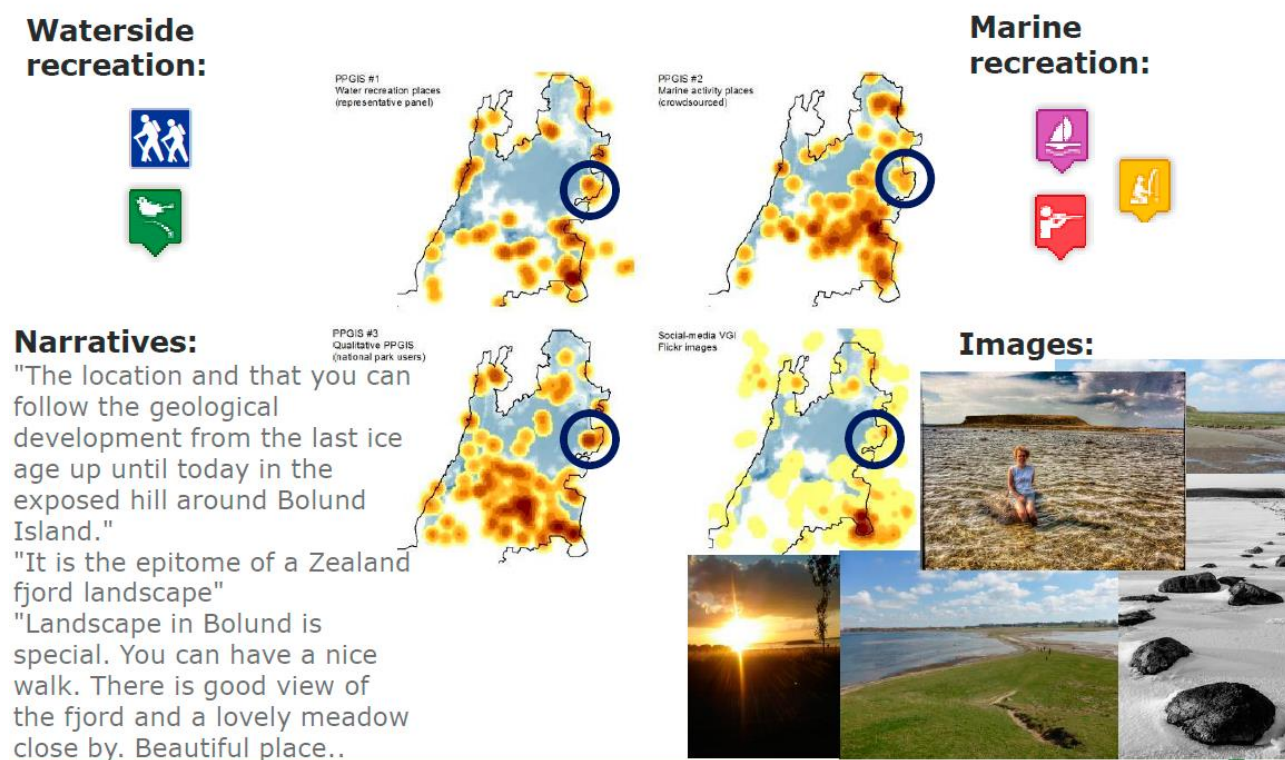 Waterside
recreation:
PPGIS #1
Water recreation places
(representative panel)
PPGIS #2
Marine activity places
(crowdsourced)
Marine
recreation:
Narratives:
"The location and that you can
follow the geological
development from the last ice
age up until today in the
exposed hill around Bolund
Island."
"It is the epitome of a Zealand
fjord landscape"
"Landscape in Bolund is
special. You can have a nice
walk. There is good view of
the fjord and a lovely meadow
close by. Beautiful place..
PPGIS #3
Qualitative PPGIS
(national park users)
Social-media VGI
Flickr images
Images: